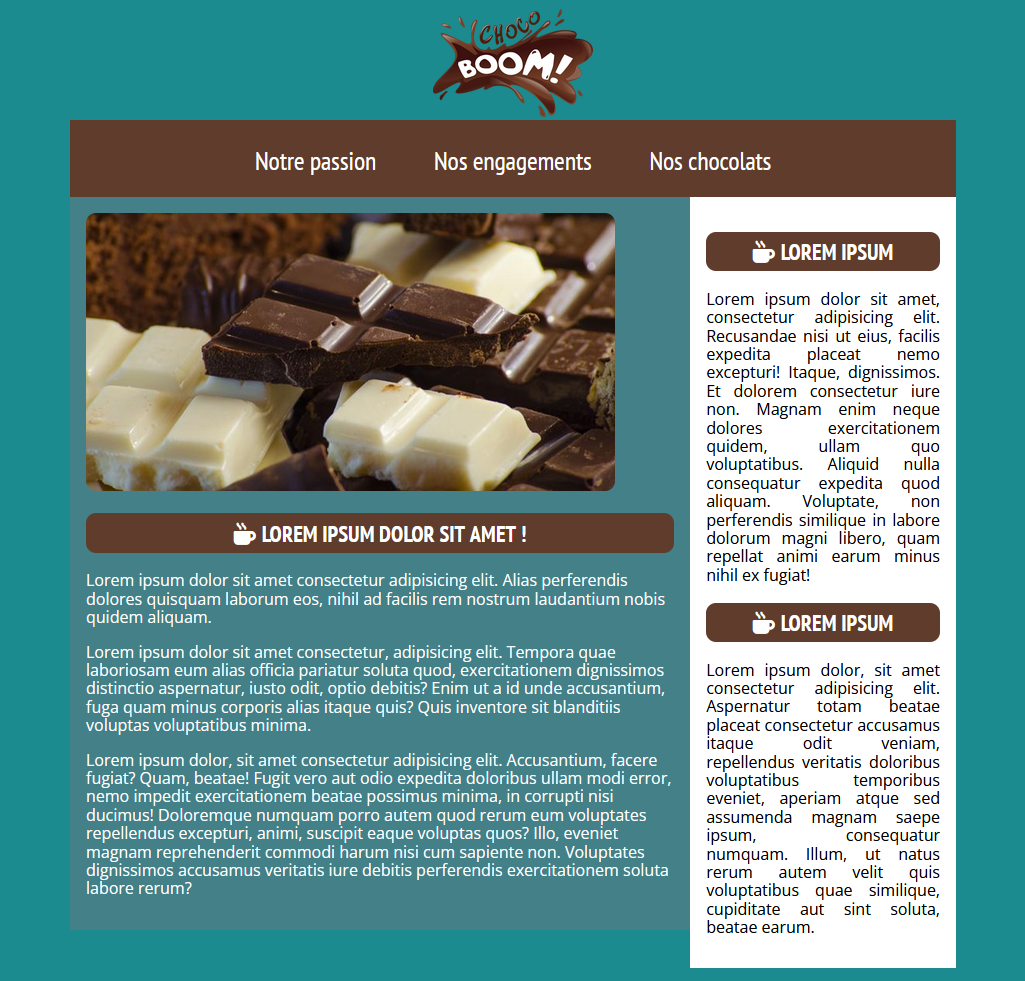 CHOCO
BOOM!
Notre passion Nos engagements Nos chocolats
LOREM IPSUM DOLOR SIT AMET !
Lorem ipsum dolor sit amet consectetur adipisicing elit. Alias perferendis
dolores quisquam laborum eos, nihil ad facilis rem nostrum laudantium nobis
quidem aliquam.
Lorem ipsum dolor sit amet consectetur, adipisicing elit. Tempora quae
laboriosam eum alias officia pariatur soluta quod, exercitationem dignissimos
distinctio aspernatur, iusto odit, optio debitis? Enim ut a id unde accusantium,
fuga quam minus corporis alias itaque quis? Quis inventore sit blanditiis
voluptas voluptatibus minima.
Lorem ipsum dolor, sit amet consectetur adipisicing elit. Accusantium, facere
fugiat? Quam, beatae! Fugit vero aut odio expedita doloribus ullam modi error,
nemo impedit exercitationem beatae possimus minima, in corrupti nisi
ducimus! Doloremque numquam porro autem quod rerum eum voluptates
repellendus excepturi, animi, suscipit eaque voluptas quos? Illo, eveniet
magnam reprehenderit commodi harum nisi cum sapiente non. Voluptates
dignissimos accusamus veritatis iure debitis perferendis exercitationem soluta
labore rerum?
LOREM IPSUM
Lorem ipsum dolor sit amet,
consectetur adipisicing elit.
Recusandae nisi ut eius, facilis
expedita placeat nemo
excepturi! Itaque, dignissimos.
Et dolorem consectetur iure
non. Magnam enim neque
dolores exercitationem
quidem, ullam quo
voluptatibus. Aliquid nulla
consequatur expedita quod
aliquam. Voluptate, non
perferendis similique in labore
dolorum magni libero, quam
repellat animi earum minus
nihil ex fugiat!
LOREM IPSUM
Lorem ipsum dolor, sit amet
consectetur adipisicing elit.
Aspernatur totam beatae
placeat consectetur accusamus
itaque odit veniam,
repellendus veritatis doloribus
voluptatibus temporibus
eveniet, aperiam atque sed
assumenda magnam saepe
ipsum, consequatur
numquam. Illum, ut natus
rerum autem velit quis
voluptatibus quae similique,
cupiditate aut sint soluta,
beatae earum.